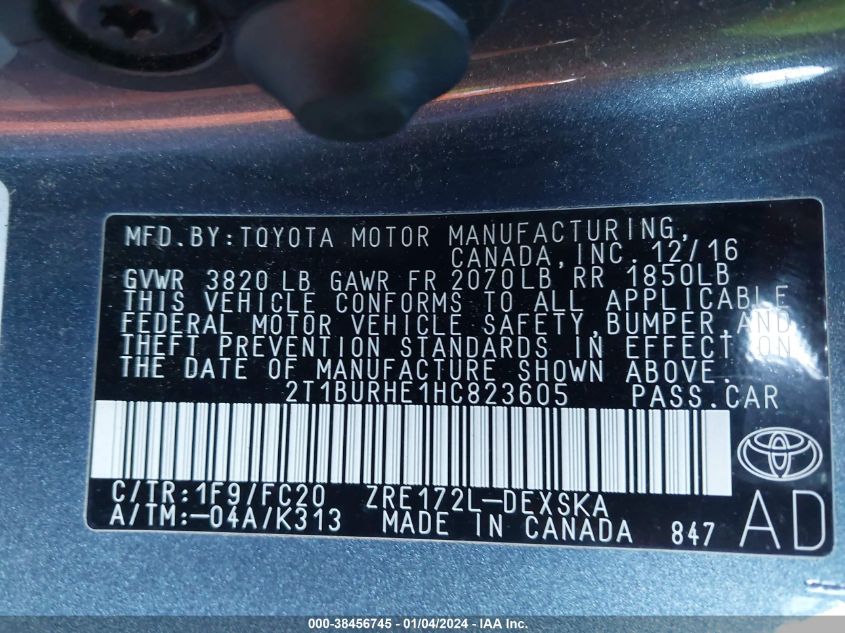 MFD.BY:TOYOTA MOTOR MANUFACTURING,
CANADA,INC. 12/16
GVWR 3820 LB GAWR FR 2070LB RR 1850LB
THIS VEHICLE CONFORMS TO ALL APPLICABLE
FEDERAL MOTOR VEHICLE SAFETY,BUMPER,AND
THEFT PREVENTION STANDARDS IN EFFECT ON
THE DATE OF MANUFACTURE SHOWN ABOVE.
2T1BURHE1HC823605 PASS.CAR
C/TR:1F9/FC20 ZRE172L-DEXSKA
A/TM:-04A/K313 MADE IN CANADA 847 AD
000-38456745 - 01/04/2024 - IAA Inc.